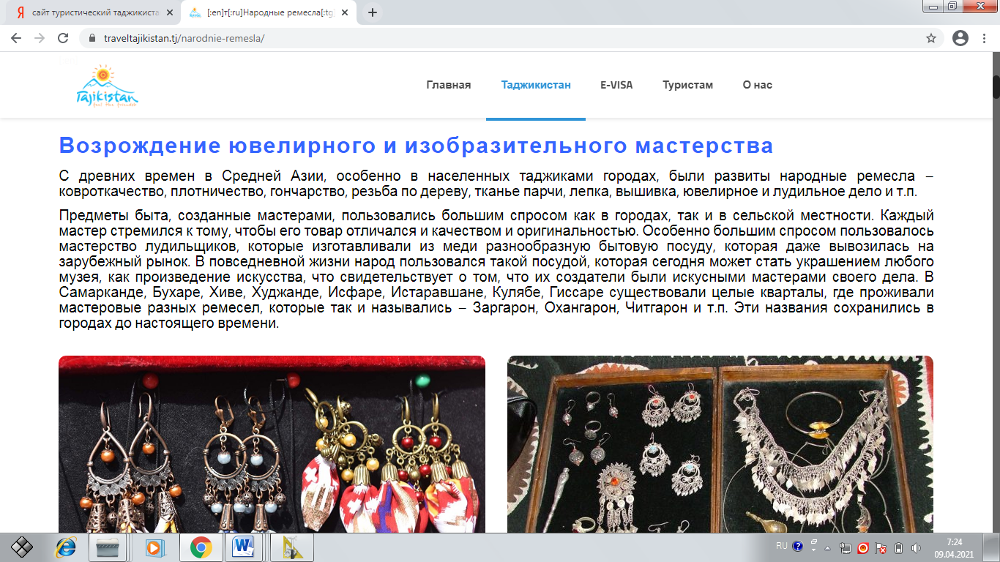 сайт туристический таджикиста
[:en]т[:ru]Народные ремесла[:tg]
traveltajikistan.tj/narodnie-remesla/
Tajikistan
feel the friendship
Главная
Таджикистан
E-VISA
Туристам
О нас
Возрождение ювелирного и изобразительного мастерства
С древних времен в Средней Азии, особенно в населенных таджиками городах, были развиты народные ремесла –
ковроткачество, плотничество, гончарство, резьба по дереву, тканье парчи, лепка, вышивка, ювелирное и лудильное дело и т.п.
Предметы быта, созданные мастерами, пользовались большим спросом как в городах, так и в сельской местности. Каждый
мастер стремился к тому, чтобы его товар отличался и качеством и оригинальностью. Особенно большим спросом пользовалось
мастерство лудильщиков, которые изготавливали из меди разнообразную бытовую посуду, которая даже вывозилась на
зарубежный рынок. В повседневной жизни народ пользовался такой посудой, которая сегодня может стать украшением любого
музея, как произведение искусства, что свидетельствует о том, что их создатели были искусными мастерами своего дела. В
Самарканде, Бухаре, Хиве, Худжанде, Исфаре, Истаравшане, Кулябе, Гиссаре существовали целые кварталы, где проживали
мастеровые разных ремесел, которые так и назывались – Заргарон, Охангарон, Читгарон и т.п. Эти названия сохранились в
городах до настоящего времени.
RU
7:24
09.04.2021